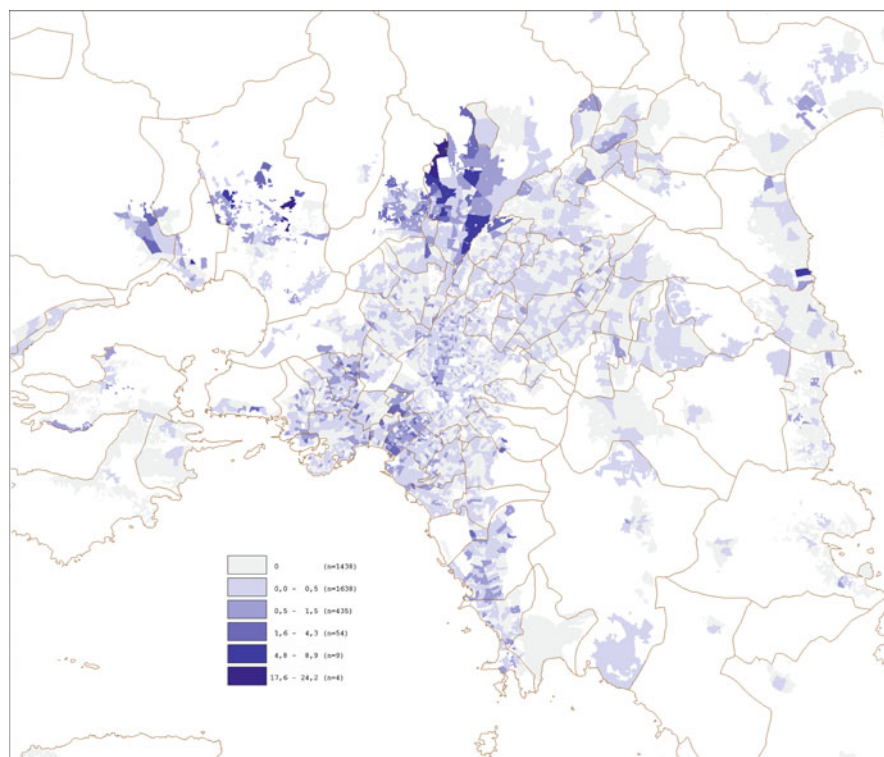 0 (n=1438)
0,0 - 0,5 (n=1638)
0,5 - 1,5 (n=435)
1,6 - 4,3 (n=54)
4,8 - 8,9 (n=9)
17,6 - 24,2 (n=4)